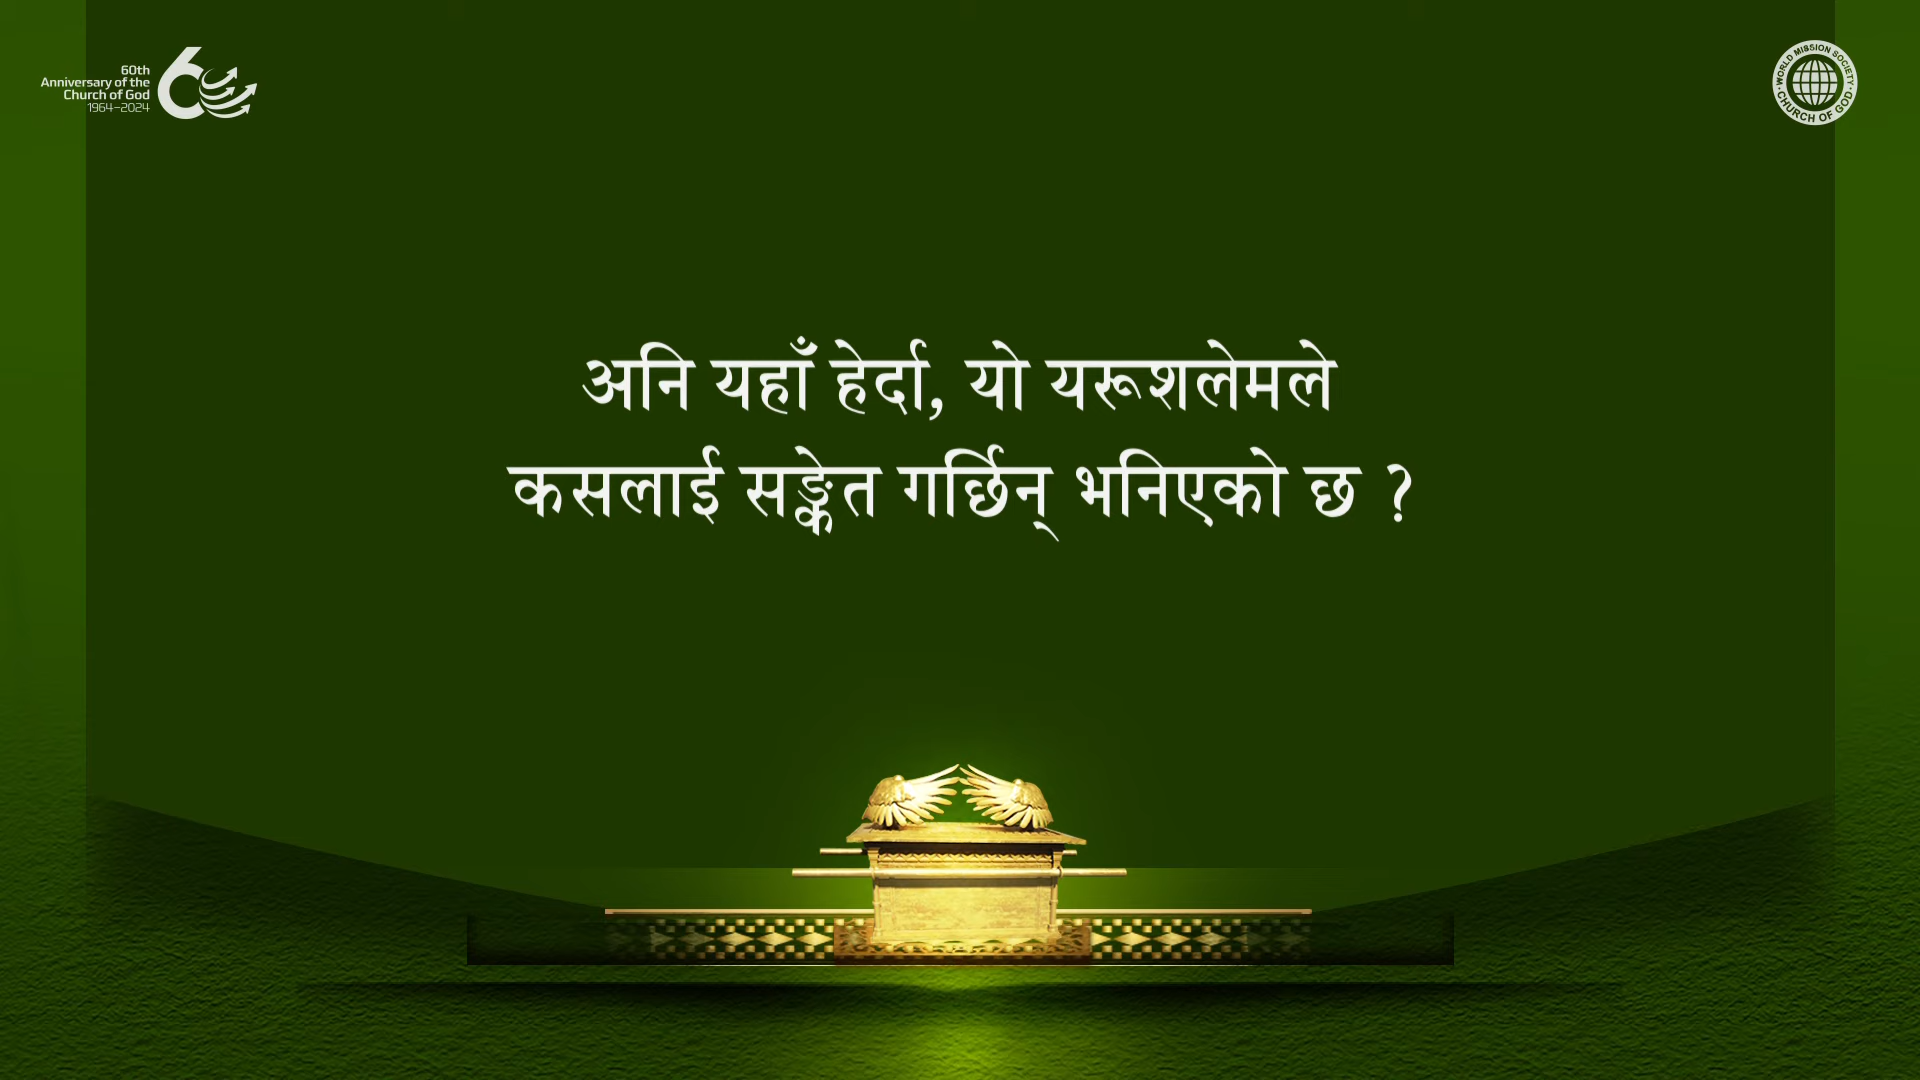 60th
Anniversary of the
Church of God
1964–2024
WORLD MISSION SOCIETY
CHURCH OF GOD
अनि यहाँ हेर्दा, यो यरूशलेमले
कसलाई सङ्केत गर्छिन् भनिएको छ ?